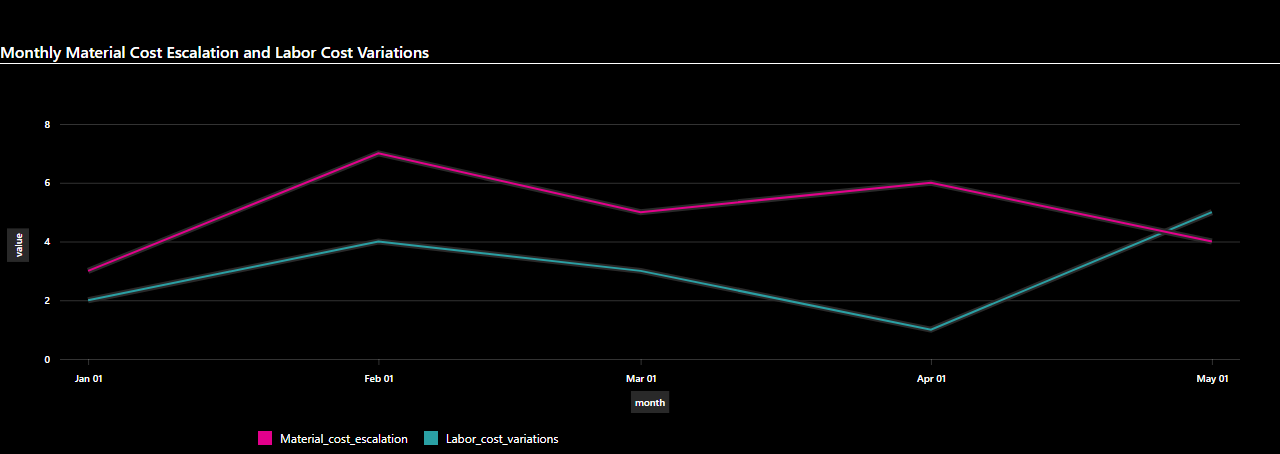 Monthly Material Cost Escalation and Labor Cost Variations
8
6
4
2
0
value
Jan 01 Feb 01 Mar 01 Apr 01 May 01
month
Material_cost_escalation Labor_cost_variations